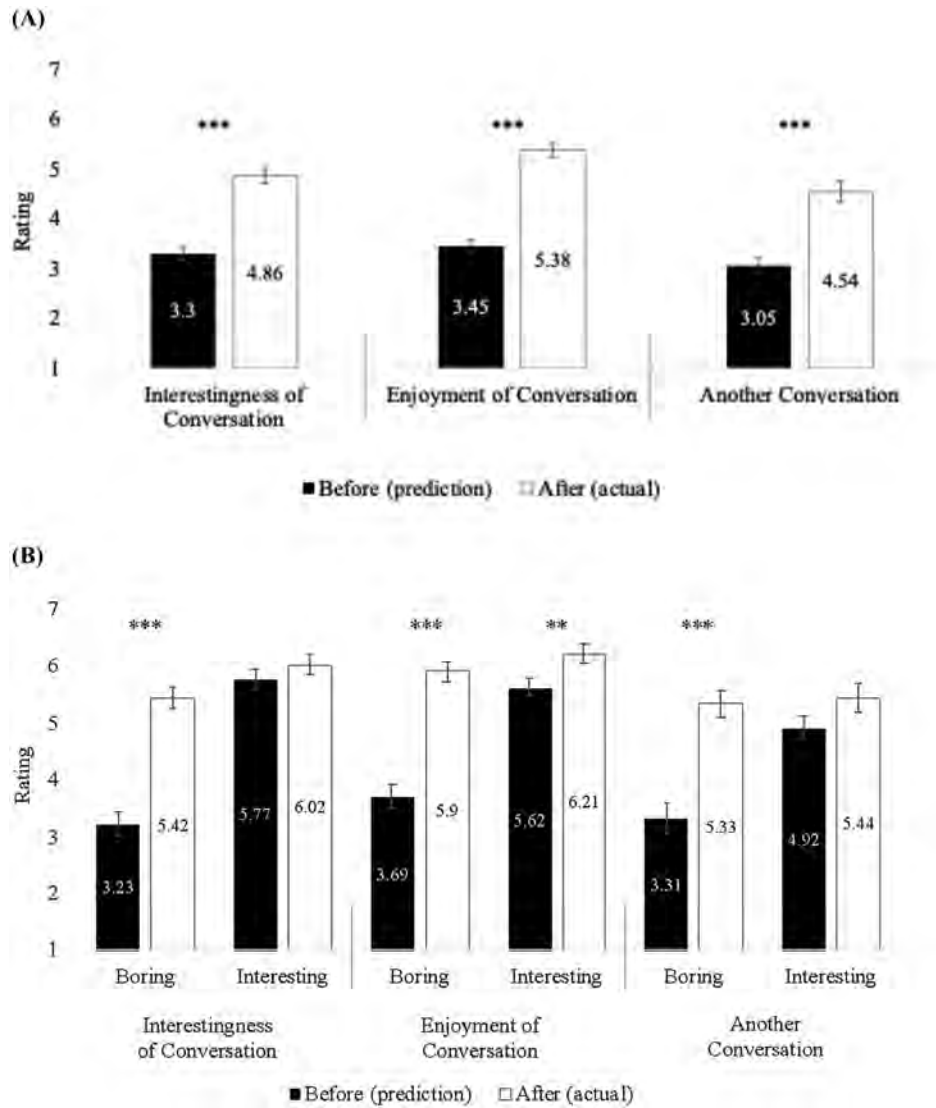 (A)
7
6
5
4
3
2
1
Rating
***
***
***
3.3
4.86
3.45
5.38
3.05
4.54
Interestingness of
Conversation
Enjoyment of Conversation
Another Conversation
Before (prediction) After (actual)
(B)
7
6
5
4
3
2
1
Rating
***
***
**
***
3.23
5.42
5.77
6.02
3.69
5.9
5.62
6.21
3.31
5.33
4.92
5.44
Boring Interesting Boring Interesting Boring Interesting
Interestingness
of Conversation
Enjoyment of
Conversation
Another
Conversation
Before (prediction) After (actual)